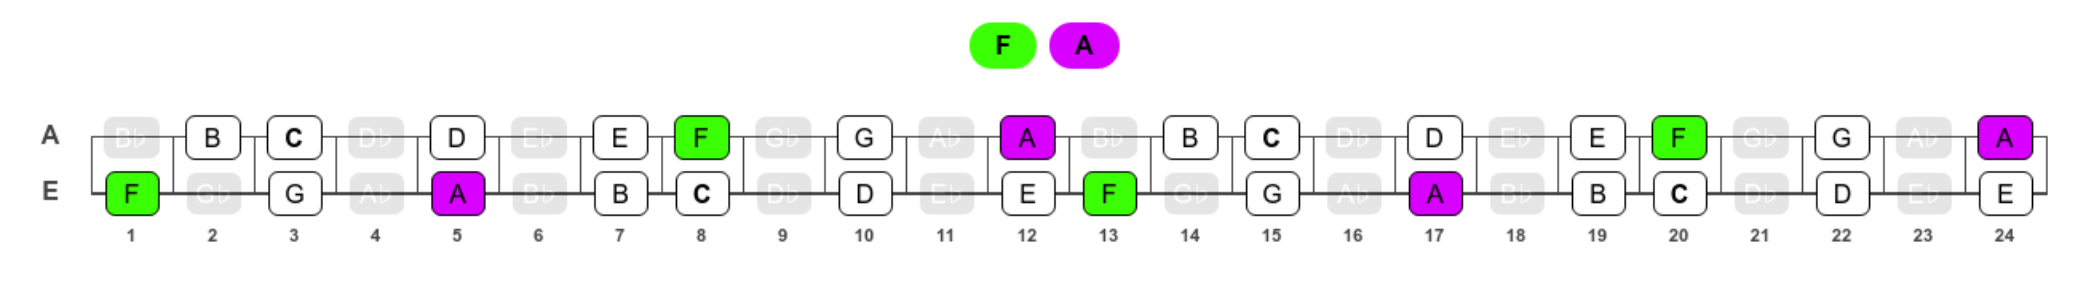 F A
A B♭ B C D♭ D E♭ E F G♭ G A♭ A B♭ B C D♭ D E♭ E F G♭ G A♭ A
E F G♭ G A♭ A B♭ B C D♭ D E♭ E F G♭ G A♭ A B♭ B C D♭ D E♭ E
1 2 3 4 5 6 7 8 9 10 11 12 13 14 15 16 17 18 19 20 21 22 23 24